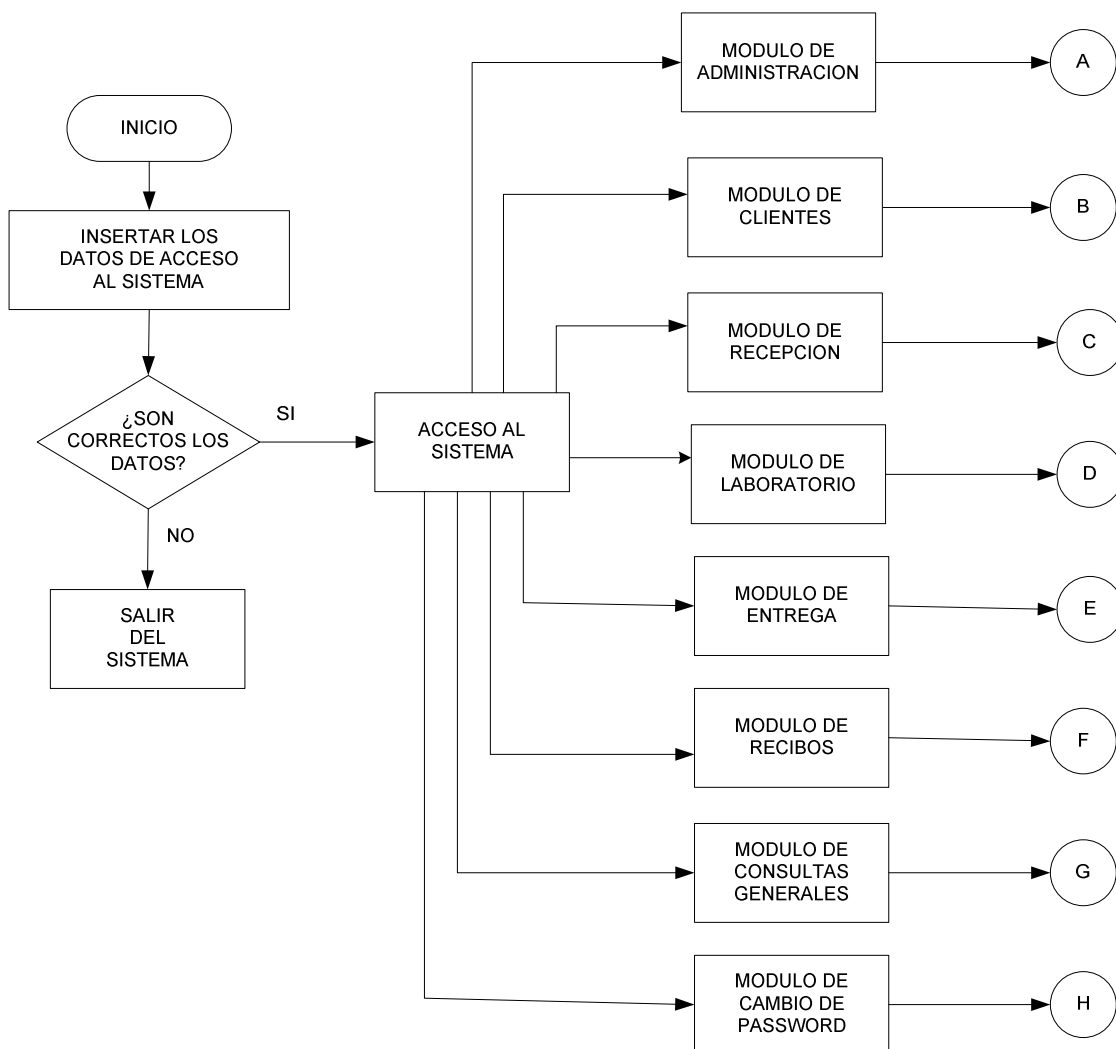 INICIO
INSERTAR LOS
DATOS DE ACCESO
AL SISTEMA
¿SON
CORRECTOS LOS
DATOS?
SI
NO
SALIR
DEL
SISTEMA
ACCESO AL
SISTEMA
MODULO DE
ADMINISTRACION
A
MODULO DE
CLIENTES
B
MODULO DE
RECEPCION
C
MODULO DE
LABORATORIO
D
MODULO DE
ENTREGA
E
MODULO DE
RECIBOS
F
MODULO DE
CONSULTAS
GENERALES
G
MODULO DE
CAMBIO DE
PASSWORD
H